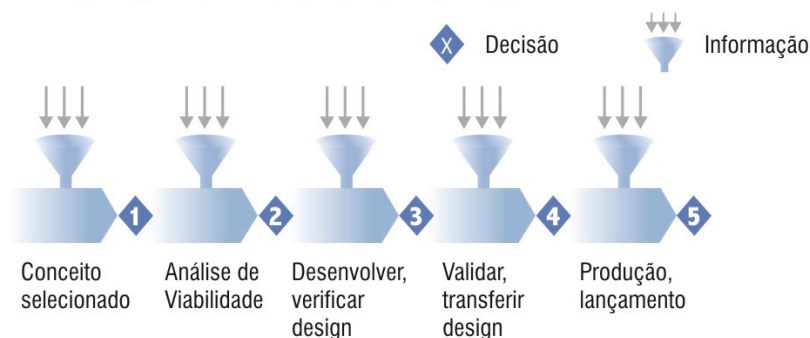 X Decisão
Informação
1
2
3
4
5
Conceito
selecionado
Análise de
Viabilidade
Desenvolver,
verificar
design
Validar,
transferir
design
Produção,
lançamento